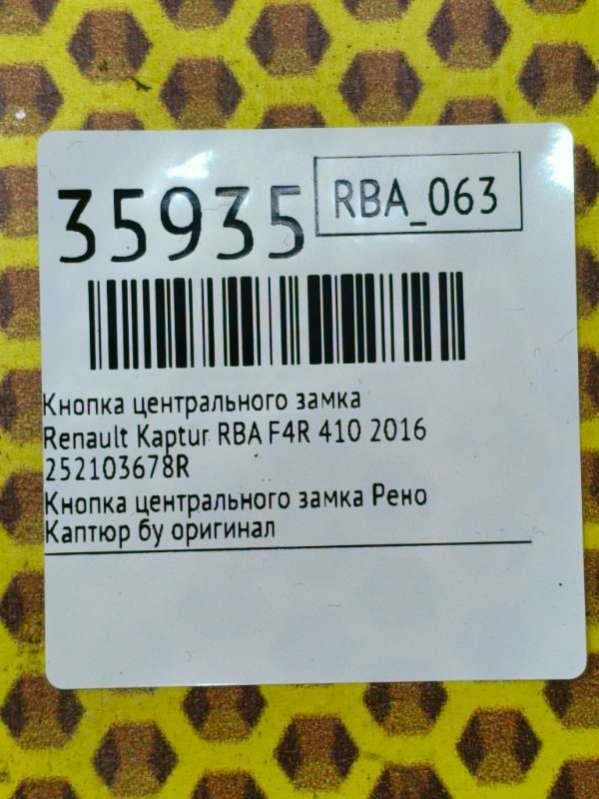 35935
RBA_063
Кнопка центрального замка
Renault Kaptur RBA F4R 410 2016
252103678R
Кнопка центрального замка Рено
Каптюр бу оригинал